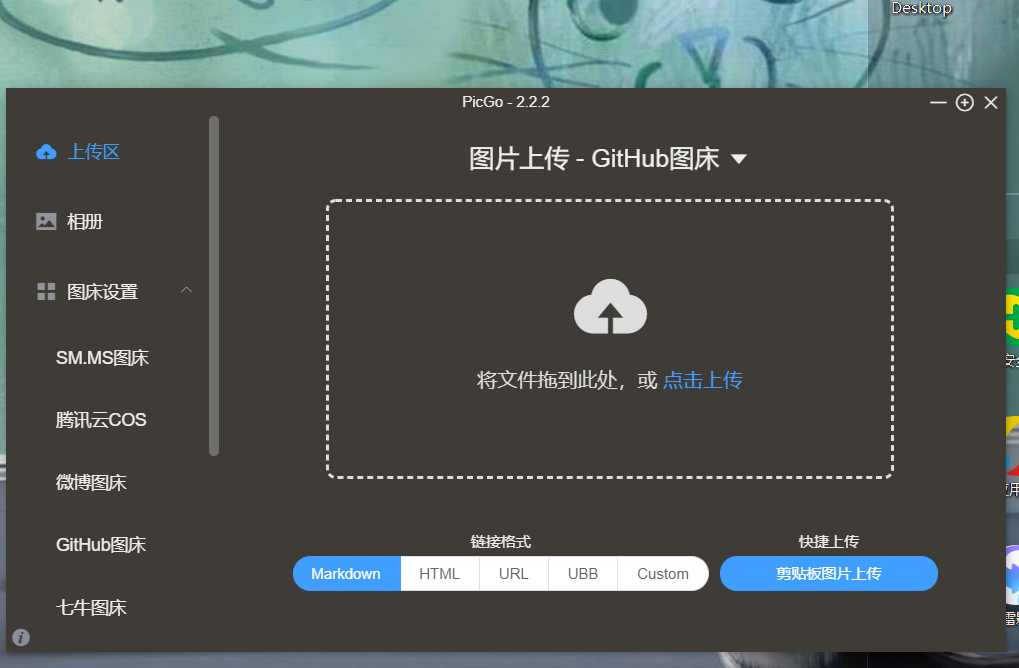 Desktop
PicGo - 2.2.2
上传区
相册
图床设置
SM.MS图床
腾讯云COS
微博图床
GitHub图床
七牛图床
图片上传 - GitHub图床
将文件拖到此处，或 点击上传
链接格式
Markdown HTML URL UBB Custom
快捷上传
剪贴板图片上传